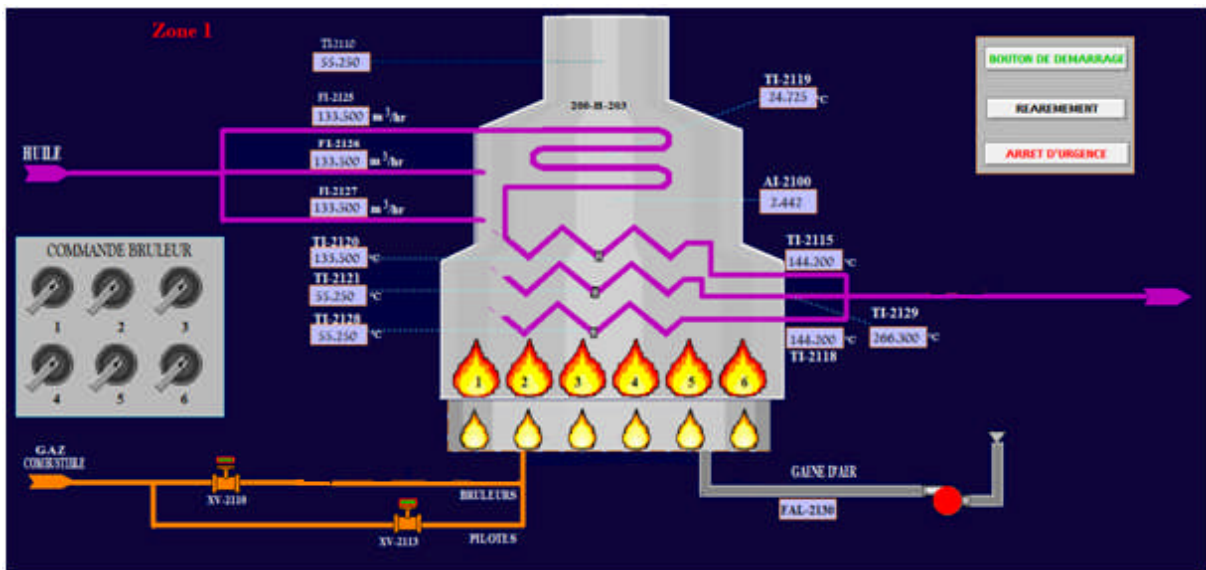 Zone 1
TI-2110
55.250
FI-2125
133.500 m³/hr
FI-2126
133.500 m³/hr
FI-2127
133.500 m³/hr
HUILE
200-H-203
TI-2119
24.725 °C
AI-2100
2.442
BOUTON DE DEMARRAGE
REAREMEMENT
ARRET D'URGENCE
COMMANDE BRULEUR
1 2 3
4 5 6
TI-2120
°C
TI-2121
55.250 °C
TI-2128
55.250 °C
TI-2115
144.200 °C
TI-2129
266.300 °C
144.200 °C
TI-2118
1 2 3 4 5 6
GAZ
COMBUSTIBLE
XV-2110
BRULEURS
XV-2113
PILOTES
GAINE D'AIR
FAL-2130